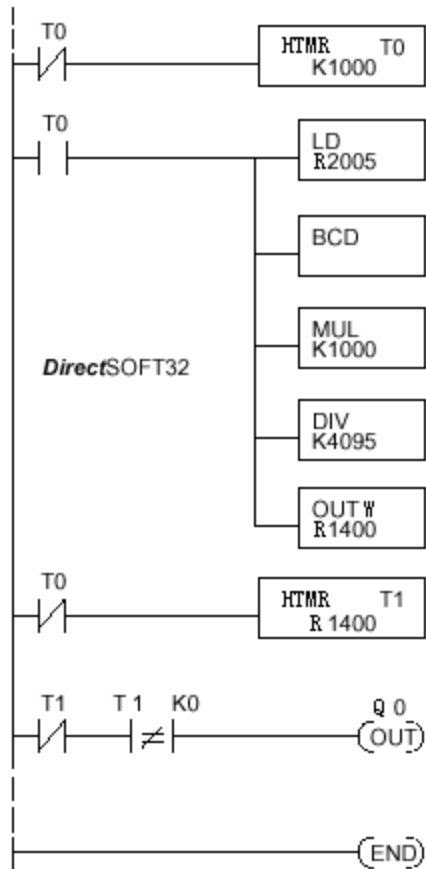 T0
HTMR T0
K1000
T0
LD
R2005
BCD
MUL
K1000
DirectSOFT32
DIV
K4095
OUT W
R1400
T0
HTMR T1
R 1400
T1 T 1 K0 Q 0
≠ OUT
END